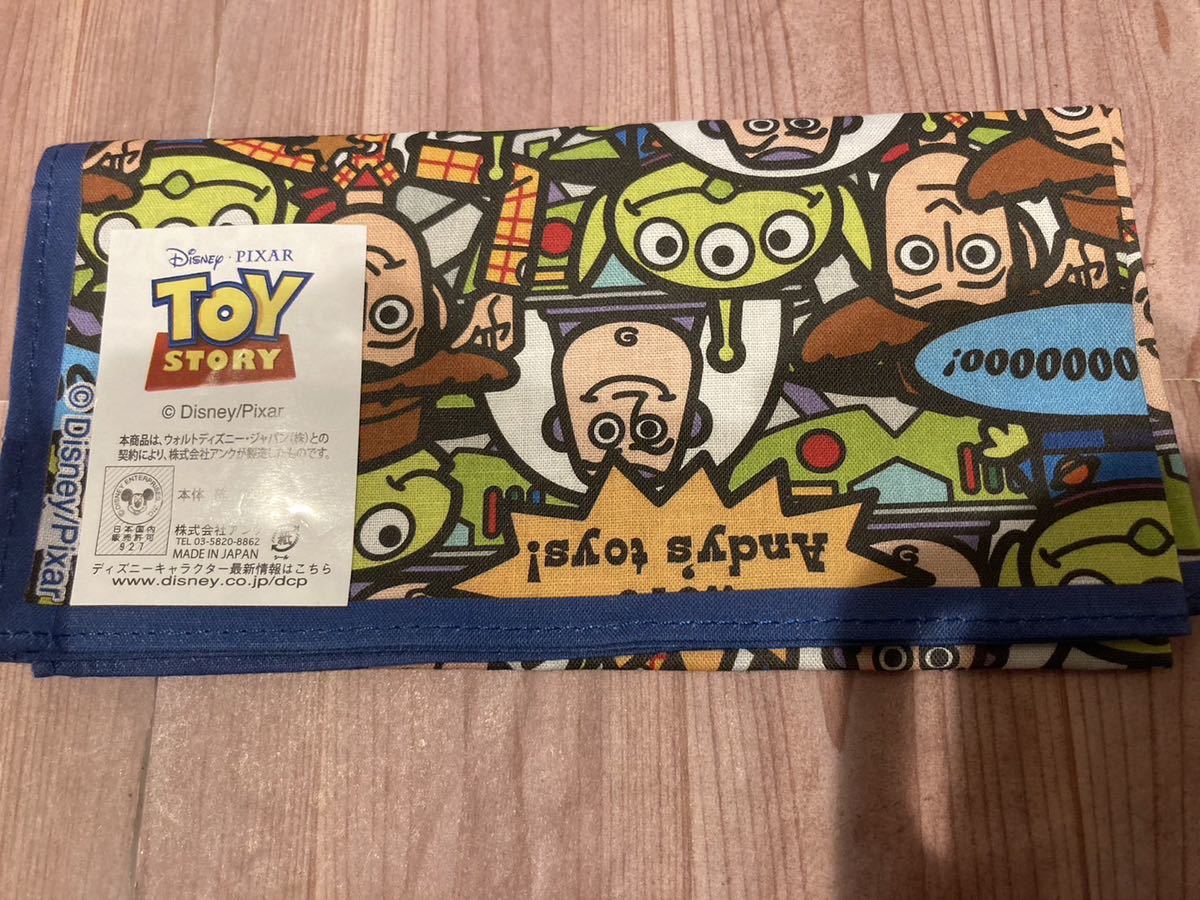 Disney · PIXAR
TOY
STORY
© Disney/Pixar
本商品は、ウォルトディズニー・ジャパン(株)との
契約により、株式会社アンクが製造したものです。
DISNEY ENTERPRISES
日本国内
販売許可
927
本体
株式会社アンク
TEL 03-5820-8862
MADE IN JAPAN
紙
ディズニーキャラクター最新情報はこちら
www.disney.co.jp/dcp
©Disney/Pixar
Andy's toys!
ooooooo!